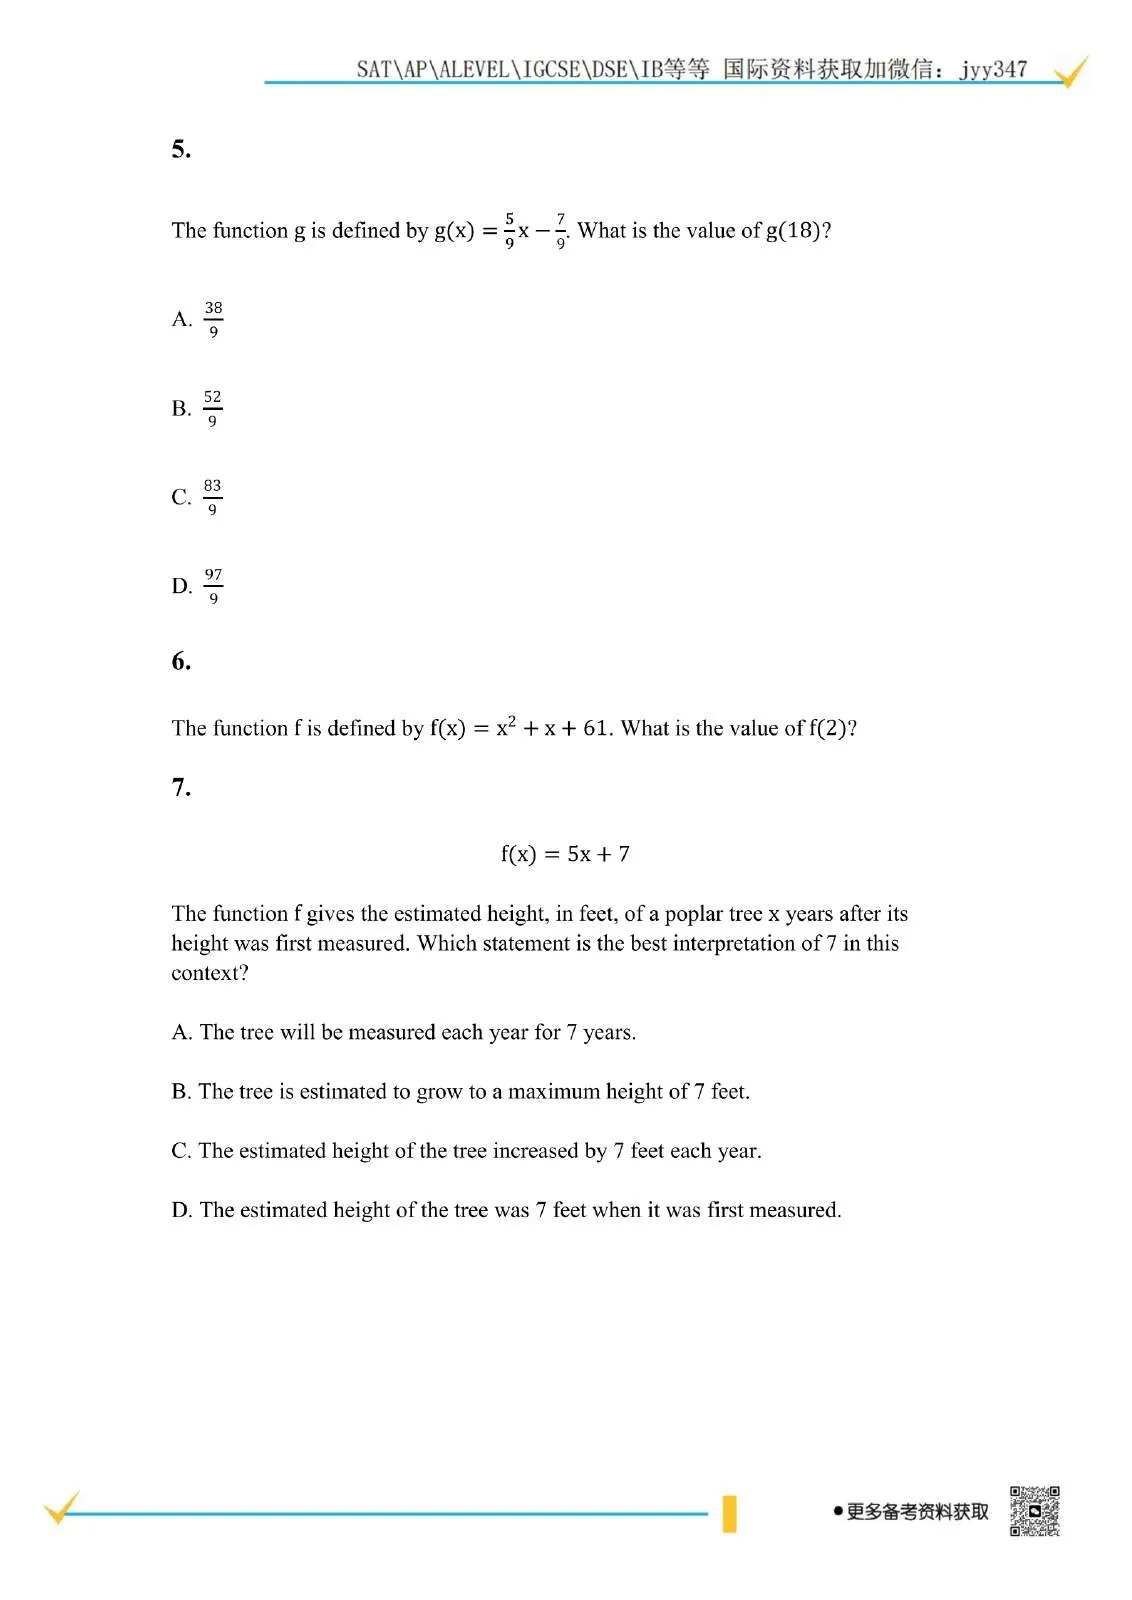 SAT\AP\ALEVEL\IGCSE\DSE\IB等等 国际资料获取加微信：jyy347
5.
The function g is defined by g(x) = 5/9 x − 7/9. What is the value of g(18)?
A. 38/9
B. 52/9
C. 83/9
D. 97/9
6.
The function f is defined by f(x) = x² + x + 61. What is the value of f(2)?
7.
f(x) = 5x + 7
The function f gives the estimated height, in feet, of a poplar tree x years after its
height was first measured. Which statement is the best interpretation of 7 in this
context?
A. The tree will be measured each year for 7 years.
B. The tree is estimated to grow to a maximum height of 7 feet.
C. The estimated height of the tree increased by 7 feet each year.
D. The estimated height of the tree was 7 feet when it was first measured.
●更多备考资料获取